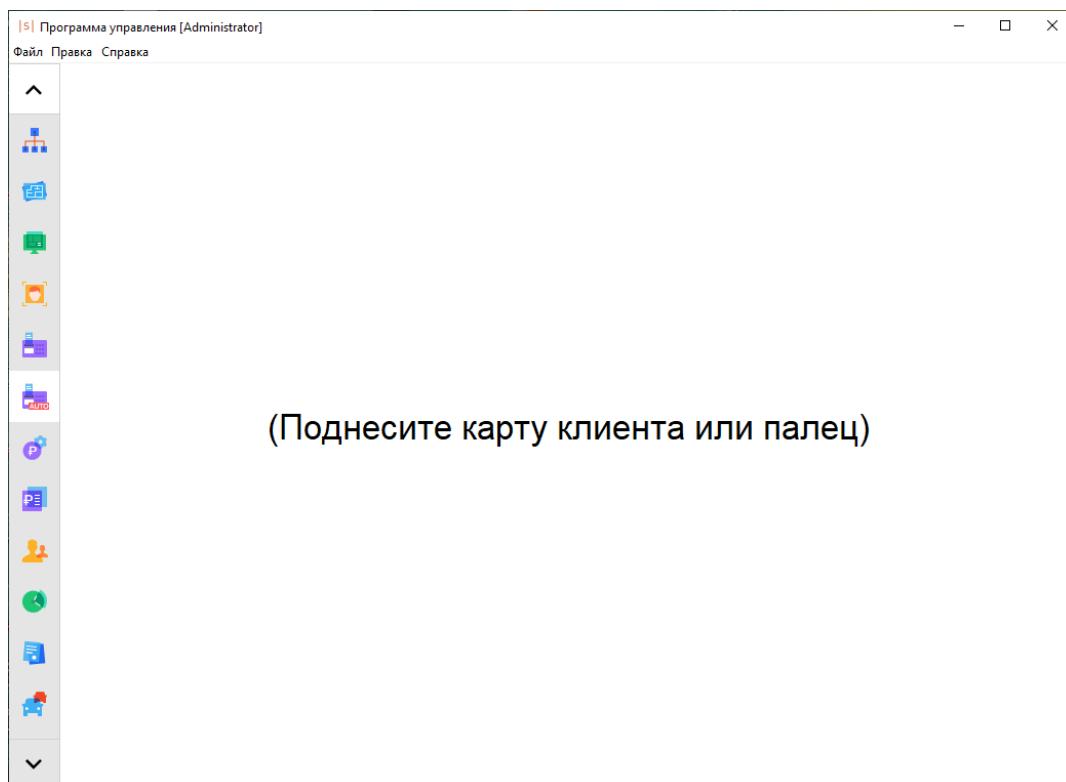 |S| Программа управления [Administrator]
Файл Правка Справка
AUTO
(Поднесите карту клиента или палец)